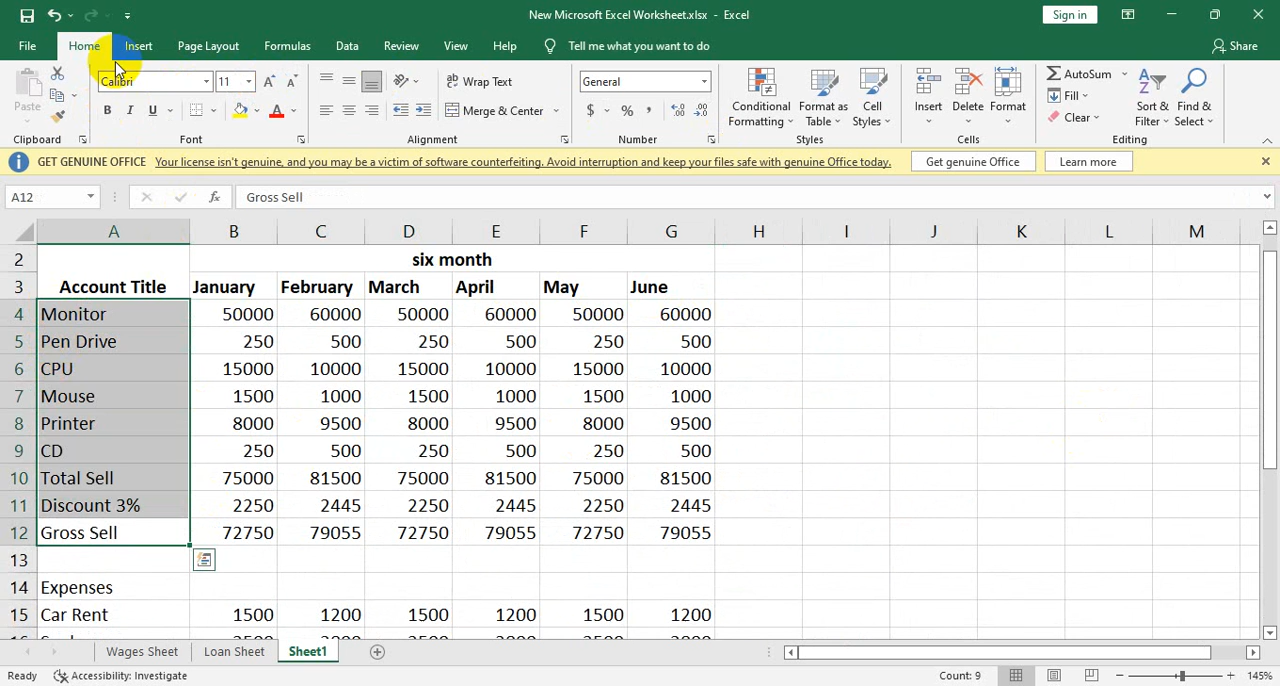 New Microsoft Excel Worksheet.xlsx - Excel
Sign in
File Home Insert Page Layout Formulas Data Review View Help Tell me what you want to do Share
Paste
Calibri 11
Wrap Text
Merge & Center
General
$ % ,
Conditional Formatting
Format as Table
Cell Styles
Insert Delete Format
AutoSum
Fill
Clear
Sort & Filter
Find & Select
Clipboard Font Alignment Number Styles Cells Editing
GET GENUINE OFFICE Your license isn't genuine, and you may be a victim of software counterfeiting. Avoid interruption and keep your files safe with genuine Office today. Get genuine Office Learn more
A12 fx Gross Sell
A B C D E F G H I J K L M
2 six month
3 Account Title January February March April May June
4 Monitor 50000 60000 50000 60000 50000 60000
5 Pen Drive 250 500 250 500 250 500
6 CPU 15000 10000 15000 10000 15000 10000
7 Mouse 1500 1000 1500 1000 1500 1000
8 Printer 8000 9500 8000 9500 8000 9500
9 CD 250 500 250 500 250 500
10 Total Sell 75000 81500 75000 81500 75000 81500
11 Discount 3% 2250 2445 2250 2445 2250 2445
12 Gross Sell 72750 79055 72750 79055 72750 79055
13
14 Expenses
15 Car Rent 1500 1200 1500 1200 1500 1200
Wages Sheet Loan Sheet Sheet1
Ready Accessibility: Investigate Count: 9 145%